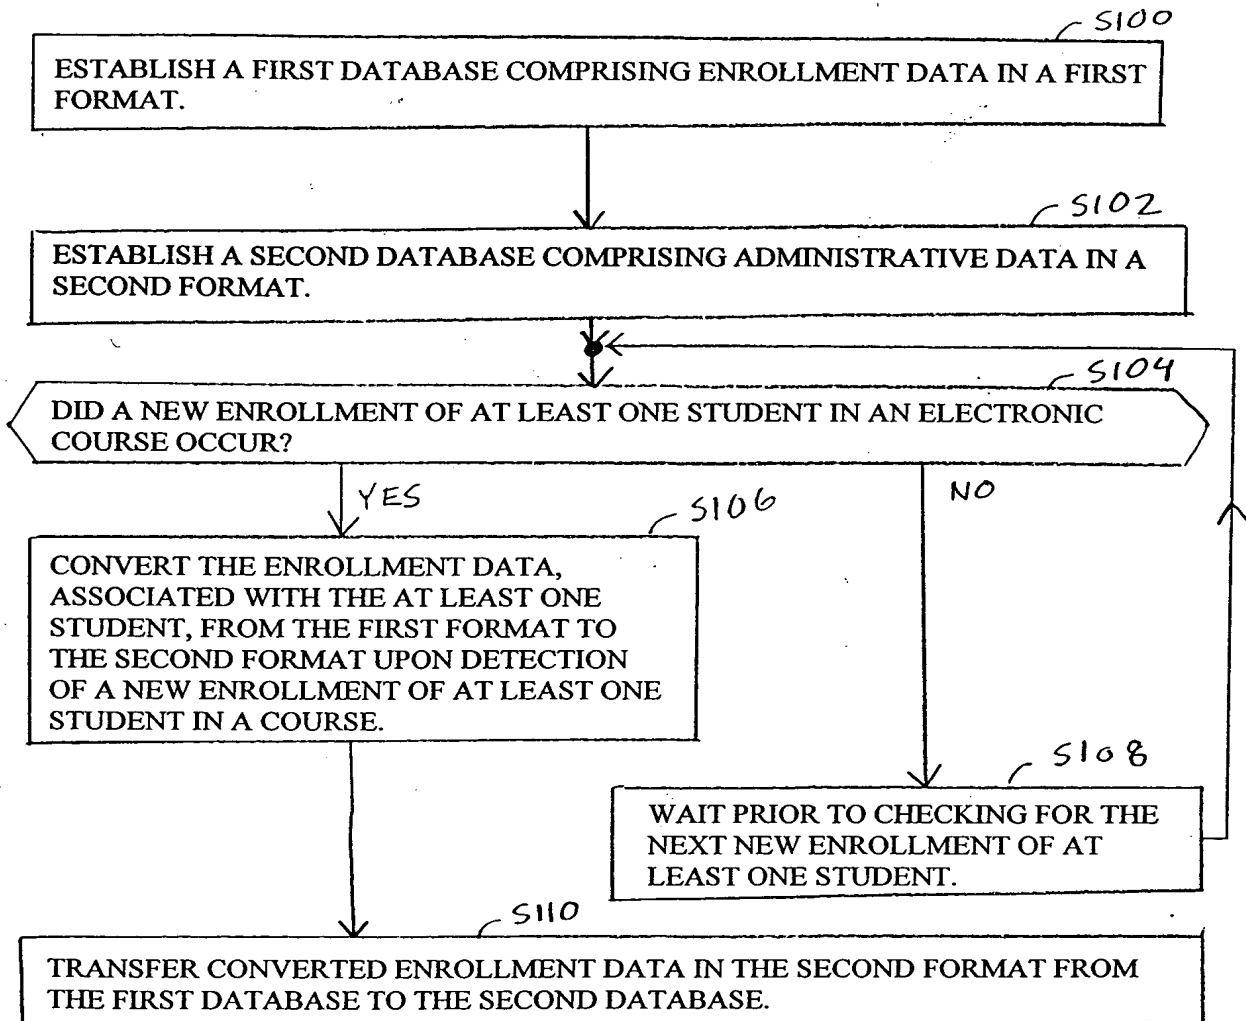 S100
ESTABLISH A FIRST DATABASE COMPRISING ENROLLMENT DATA IN A FIRST
FORMAT.
S102
ESTABLISH A SECOND DATABASE COMPRISING ADMINISTRATIVE DATA IN A
SECOND FORMAT.
S104
DID A NEW ENROLLMENT OF AT LEAST ONE STUDENT IN AN ELECTRONIC
COURSE OCCUR?
YES
NO
S106
CONVERT THE ENROLLMENT DATA,
ASSOCIATED WITH THE AT LEAST ONE
STUDENT, FROM THE FIRST FORMAT TO
THE SECOND FORMAT UPON DETECTION
OF A NEW ENROLLMENT OF AT LEAST ONE
STUDENT IN A COURSE.
S108
WAIT PRIOR TO CHECKING FOR THE
NEXT NEW ENROLLMENT OF AT
LEAST ONE STUDENT.
S110
TRANSFER CONVERTED ENROLLMENT DATA IN THE SECOND FORMAT FROM
THE FIRST DATABASE TO THE SECOND DATABASE.